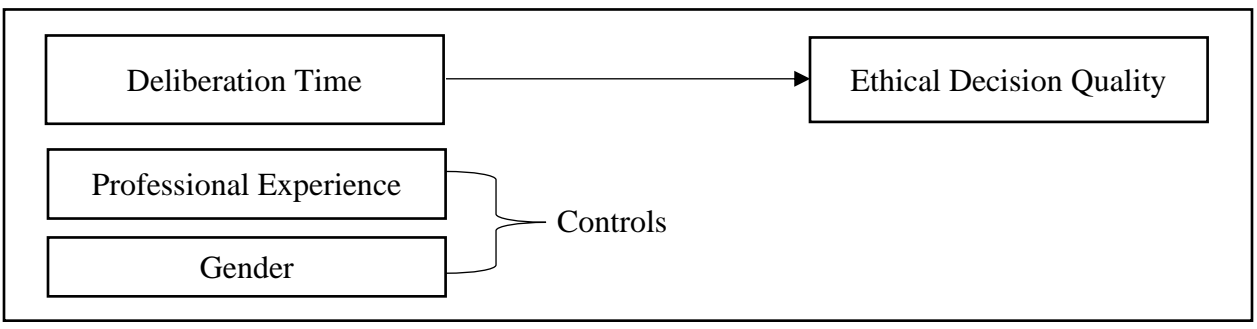 Deliberation Time
Ethical Decision Quality
Professional Experience
Controls
Gender